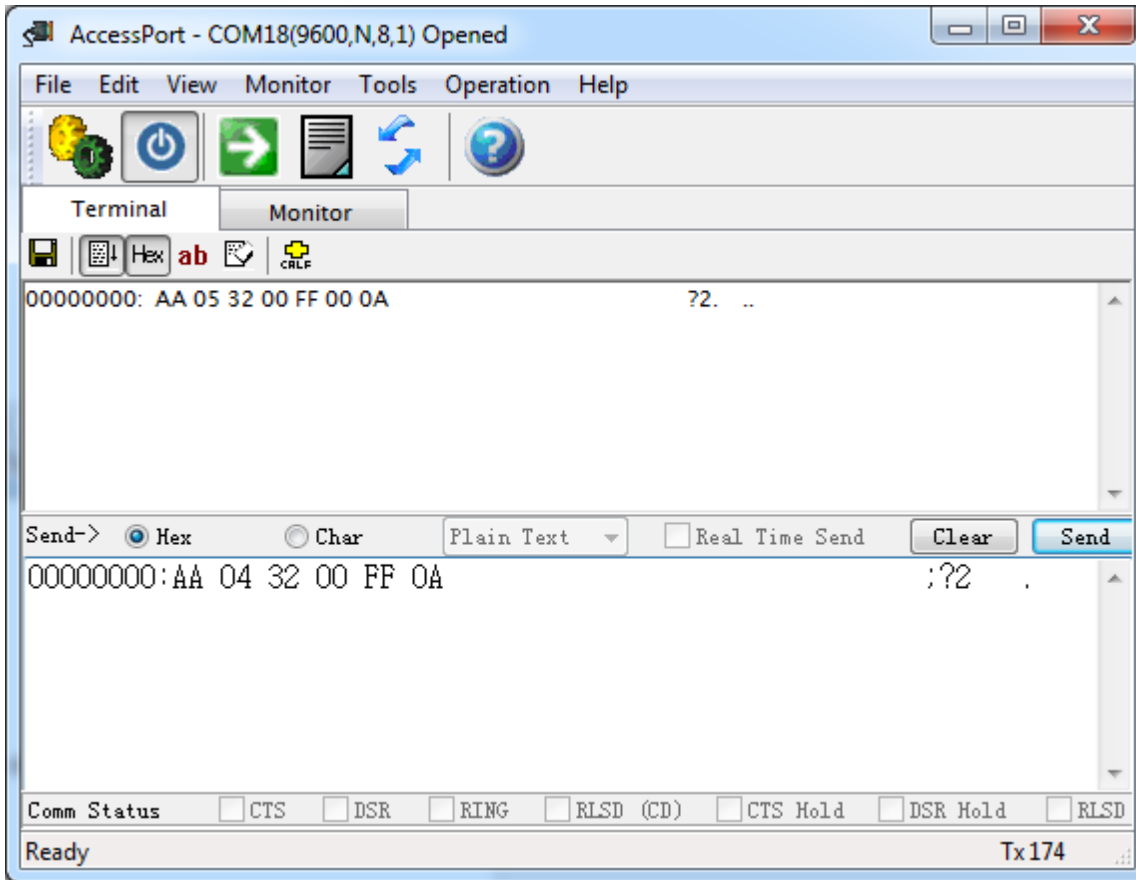 AccessPort - COM18(9600,N,8,1) Opened
File Edit View Monitor Tools Operation Help
Terminal Monitor
Hex ab CRLF
00000000: AA 05 32 00 FF 00 0A ?2. ..
Send-> Hex Char Plain Text Real Time Send Clear Send
00000000:AA 04 32 00 FF 0A ;?2 .
Comm Status CTS DSR RING RLSD (CD) CTS Hold DSR Hold RLSD
Ready Tx 174